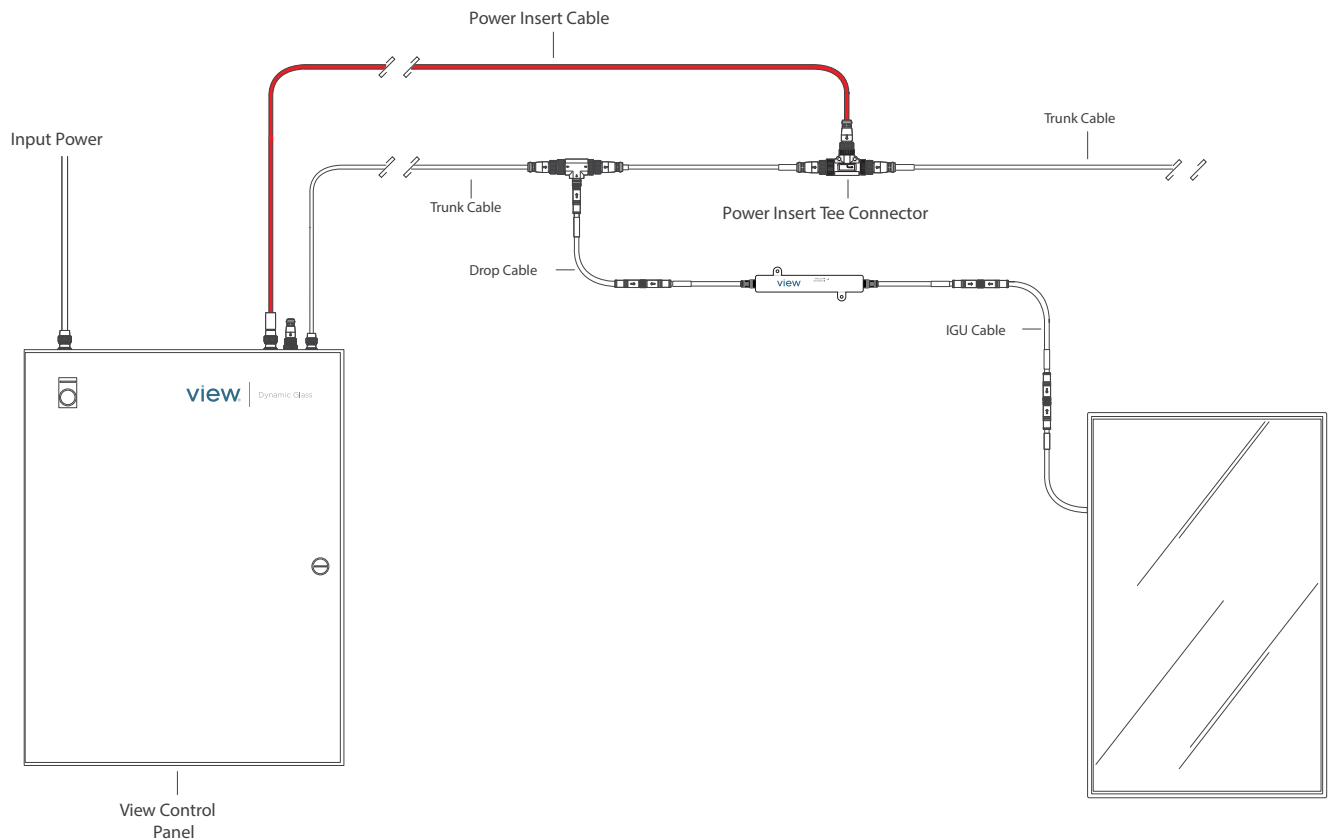 Power Insert Cable
Input Power
Trunk Cable
Trunk Cable
Power Insert Tee Connector
Drop Cable
view
IGU Cable
view® Dynamic Glass
View Control
Panel